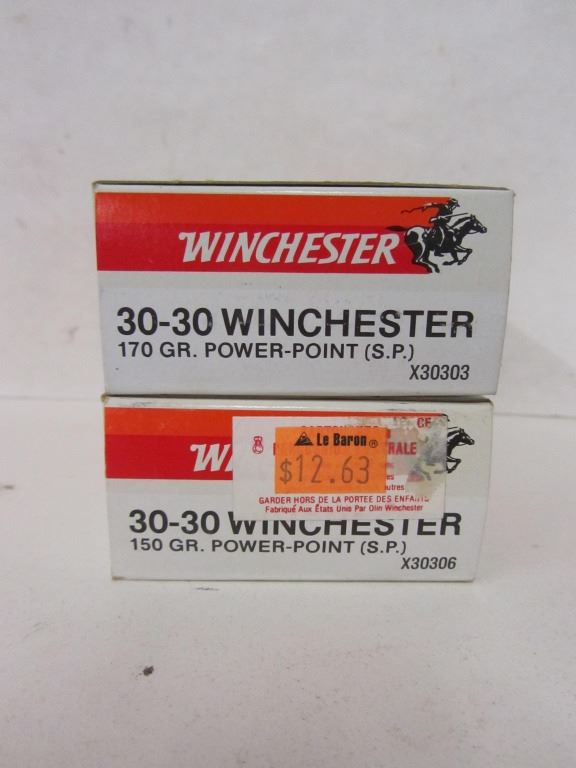 WINCHESTER
30-30 WINCHESTER
170 GR. POWER-POINT (S.P.)
X30303
Le Baron®
$12.63
GARDER HORS DE LA PORTEE DES ENFANTS
Fabriqué Aux États Unis Par Olin Winchester
30-30 WINCHESTER
150 GR. POWER-POINT (S.P.)
X30306